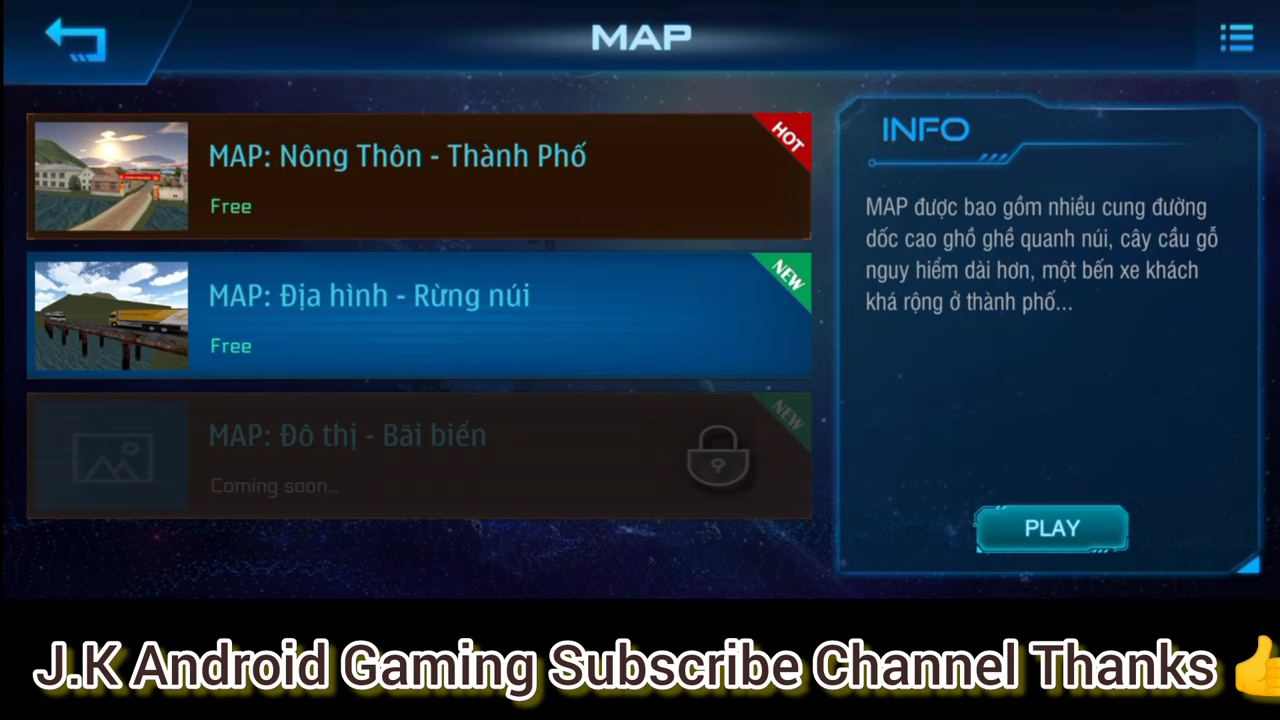 MAP
MAP: Nông Thôn - Thành Phố
Free
HOT
MAP: Địa hình - Rừng núi
Free
NEW
MAP: Đô thị - Bãi biển
Coming soon...
NEW
INFO
MAP được bao gồm nhiều cung đường
dốc cao ghồ ghề quanh núi, cây cầu gỗ
nguy hiểm dài hơn, một bến xe khách
khá rộng ở thành phố...
PLAY
J.K Android Gaming Subscribe Channel Thanks 👍